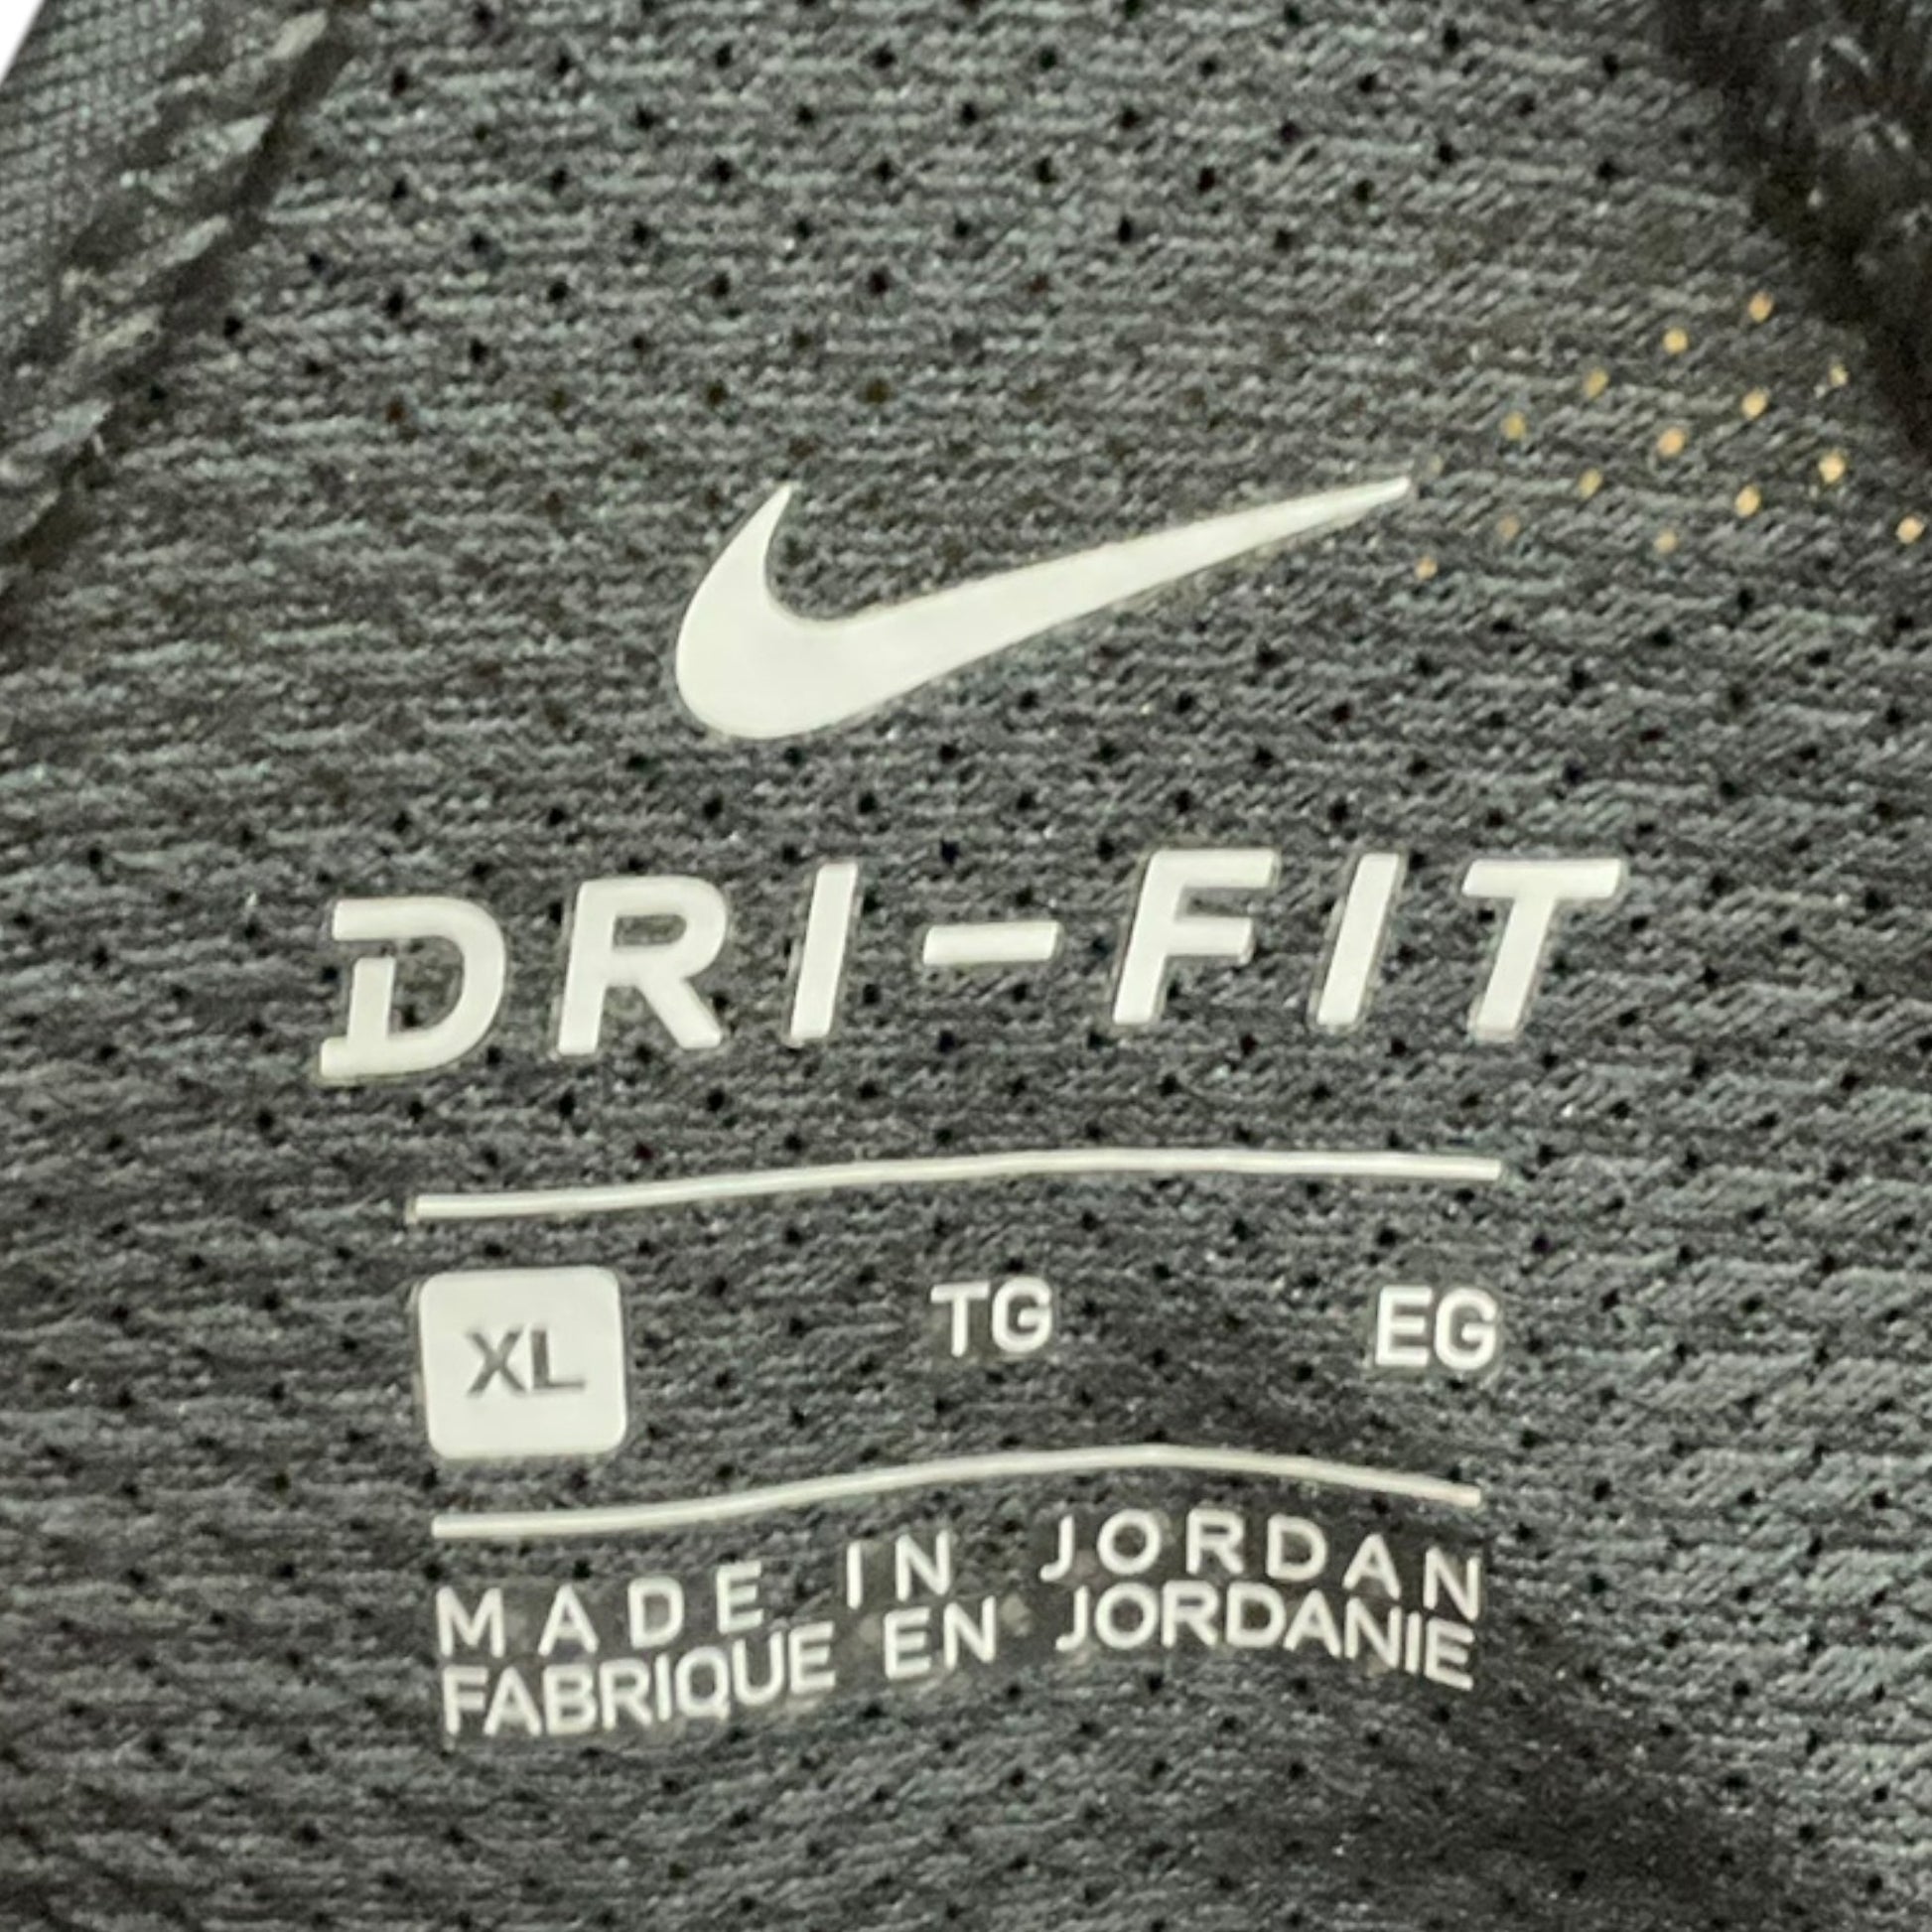 DRI-FIT
XL TG EG
MADE IN JORDAN
FABRIQUE EN JORDANIE